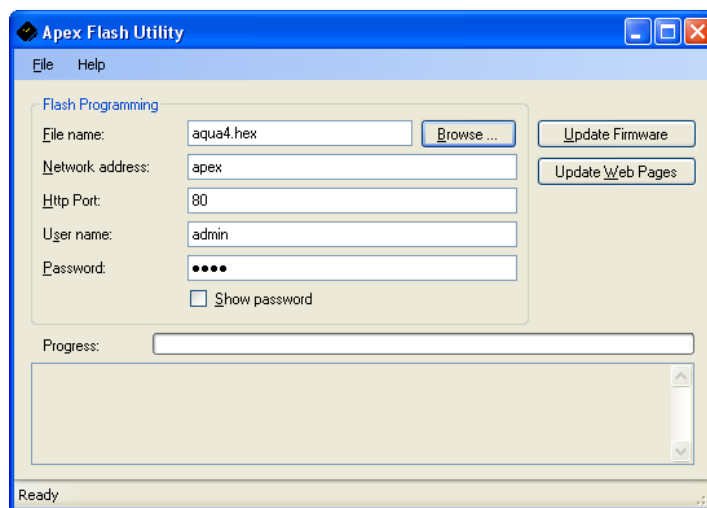 Apex Flash Utility
File Help
Flash Programming
File name: aqua4.hex Browse ... Update Firmware
Network address: apex Update Web Pages
Http Port: 80
User name: admin
Password: ●●●●
Show password
Progress:
Ready